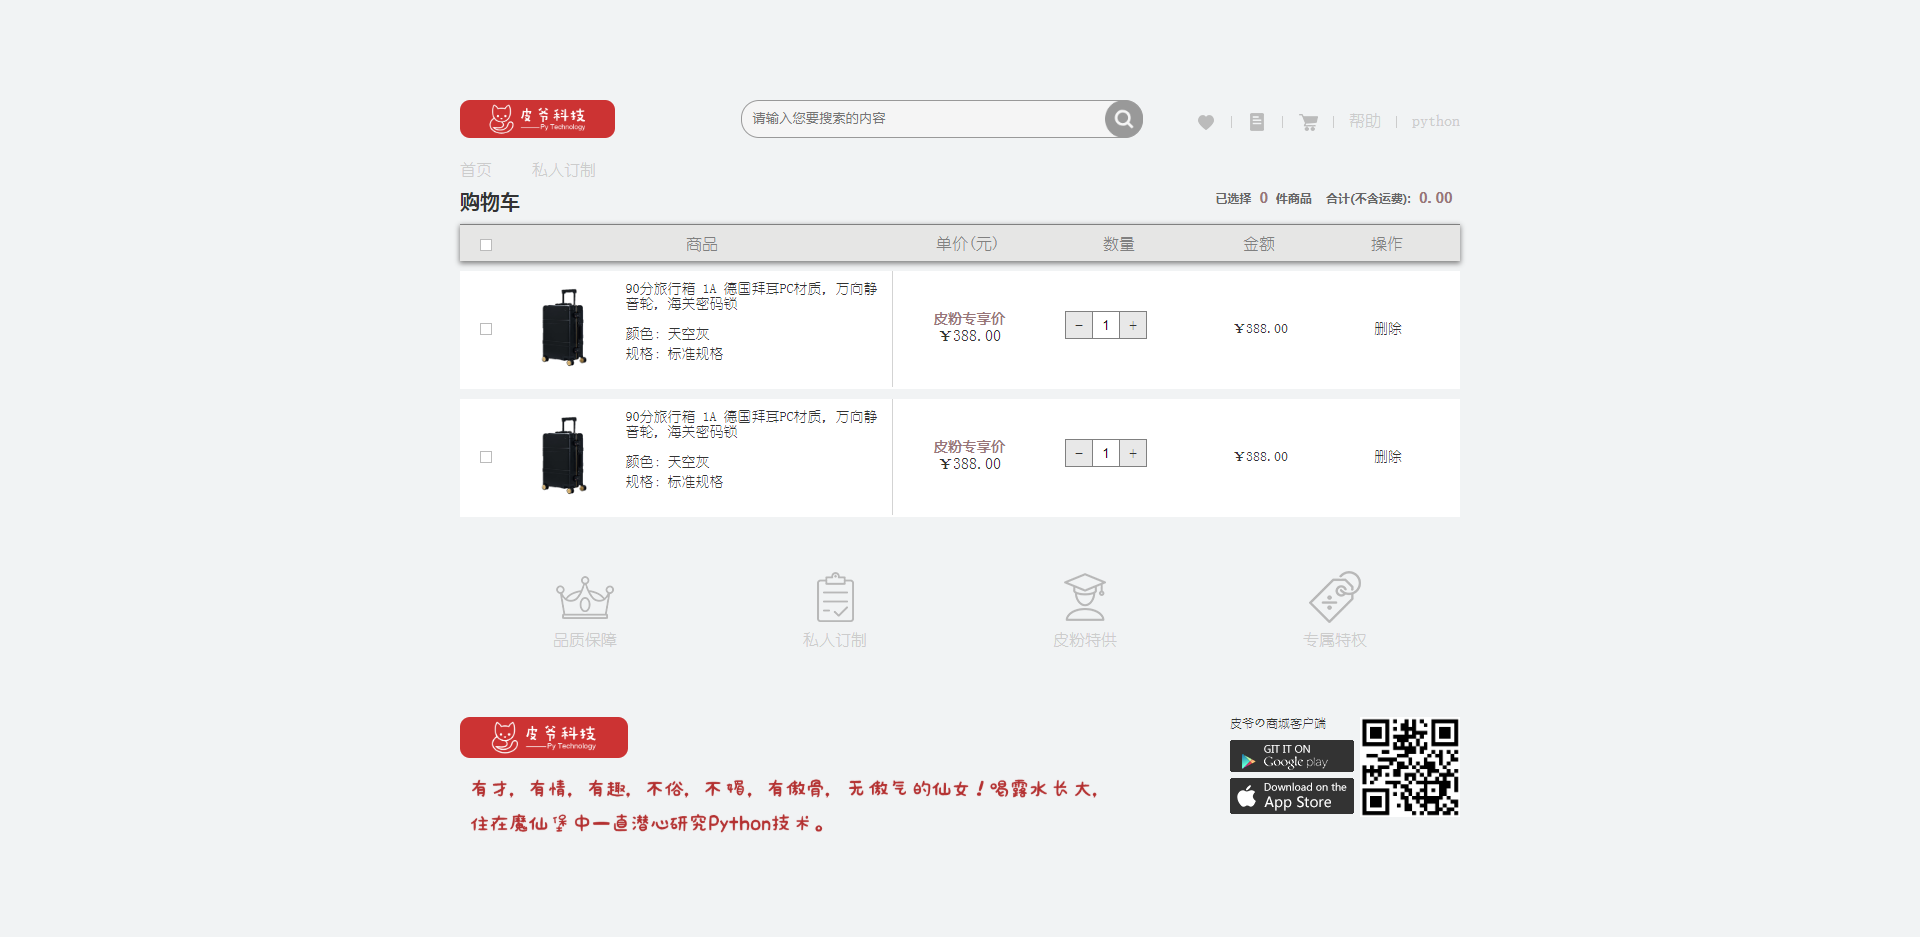 皮爷科技
Py Technology
请输入您要搜索的内容
帮助
python
首页 私人订制
购物车
已选择 0 件商品 合计(不含运费): 0.00
商品 单价(元) 数量 金额 操作
90分旅行箱 1A 德国拜耳PC材质, 万向静
音轮, 海关密码锁
颜色: 天空灰
规格: 标准规格
皮粉专享价
￥388.00
- 1 +
￥388.00
删除
90分旅行箱 1A 德国拜耳PC材质, 万向静
音轮, 海关密码锁
颜色: 天空灰
规格: 标准规格
皮粉专享价
￥388.00
- 1 +
￥388.00
删除
品质保障 私人订制 皮粉特供 专属特权
皮爷科技
Py Technology
有才, 有情, 有趣, 不俗, 不媚, 有傲骨, 无傲气的仙女！喝露水长大,
住在魔仙堡中一直潜心研究Python技术。
皮爷の商城客户端
GIT IT ON
Google play
Download on the
App Store